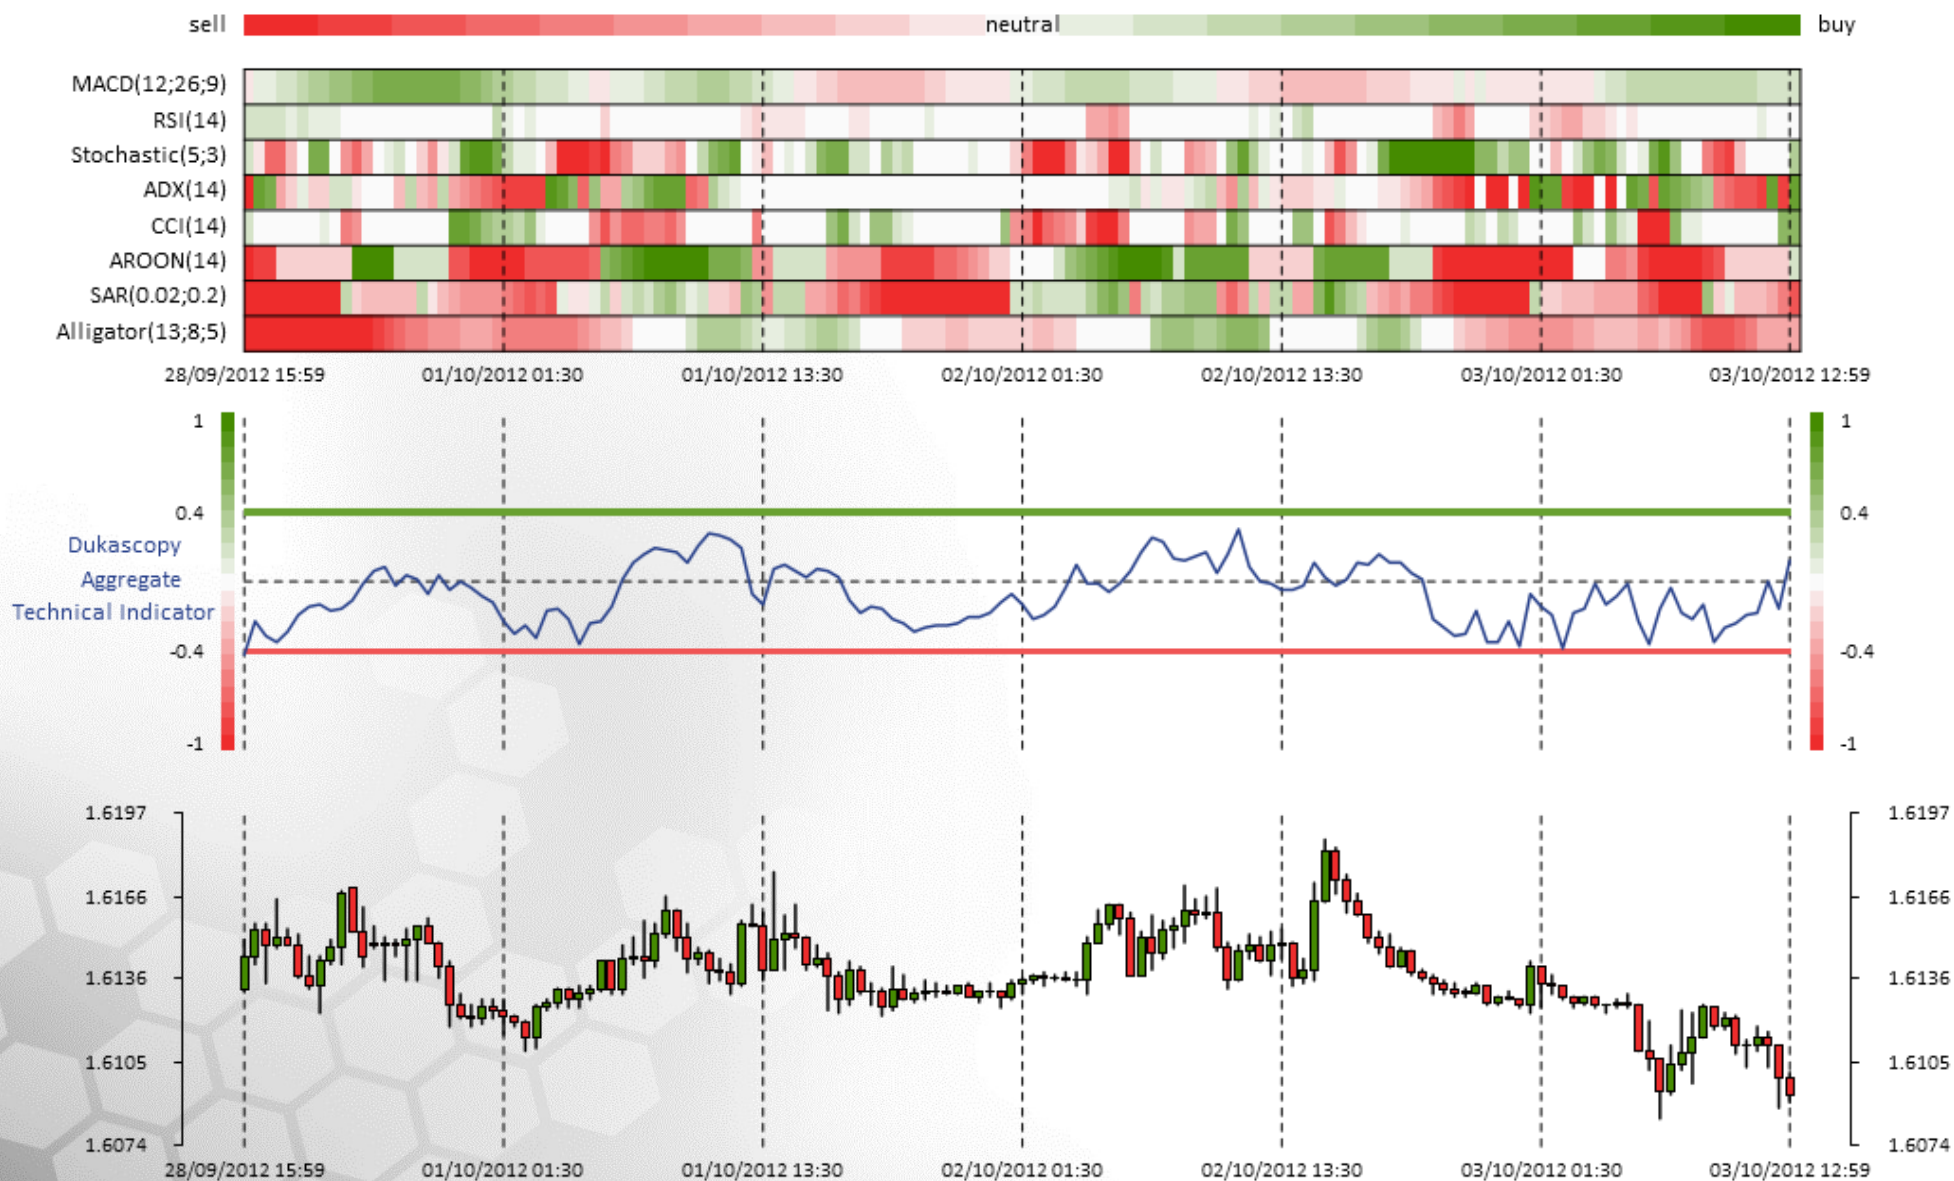 sell neutral buy
MACD(12;26;9)
RSI(14)
Stochastic(5;3)
ADX(14)
CCI(14)
AROON(14)
SAR(0.02;0.2)
Alligator(13;8;5)
28/09/2012 15:59 01/10/2012 01:30 01/10/2012 13:30 02/10/2012 01:30 02/10/2012 13:30 03/10/2012 01:30 03/10/2012 12:59
1 1
0.4 0.4
Dukascopy
Aggregate
Technical Indicator
-0.4 -0.4
-1 -1
1.6197 1.6197
1.6166 1.6166
1.6136 1.6136
1.6105 1.6105
1.6074 1.6074
28/09/2012 15:59 01/10/2012 01:30 01/10/2012 13:30 02/10/2012 01:30 02/10/2012 13:30 03/10/2012 01:30 03/10/2012 12:59